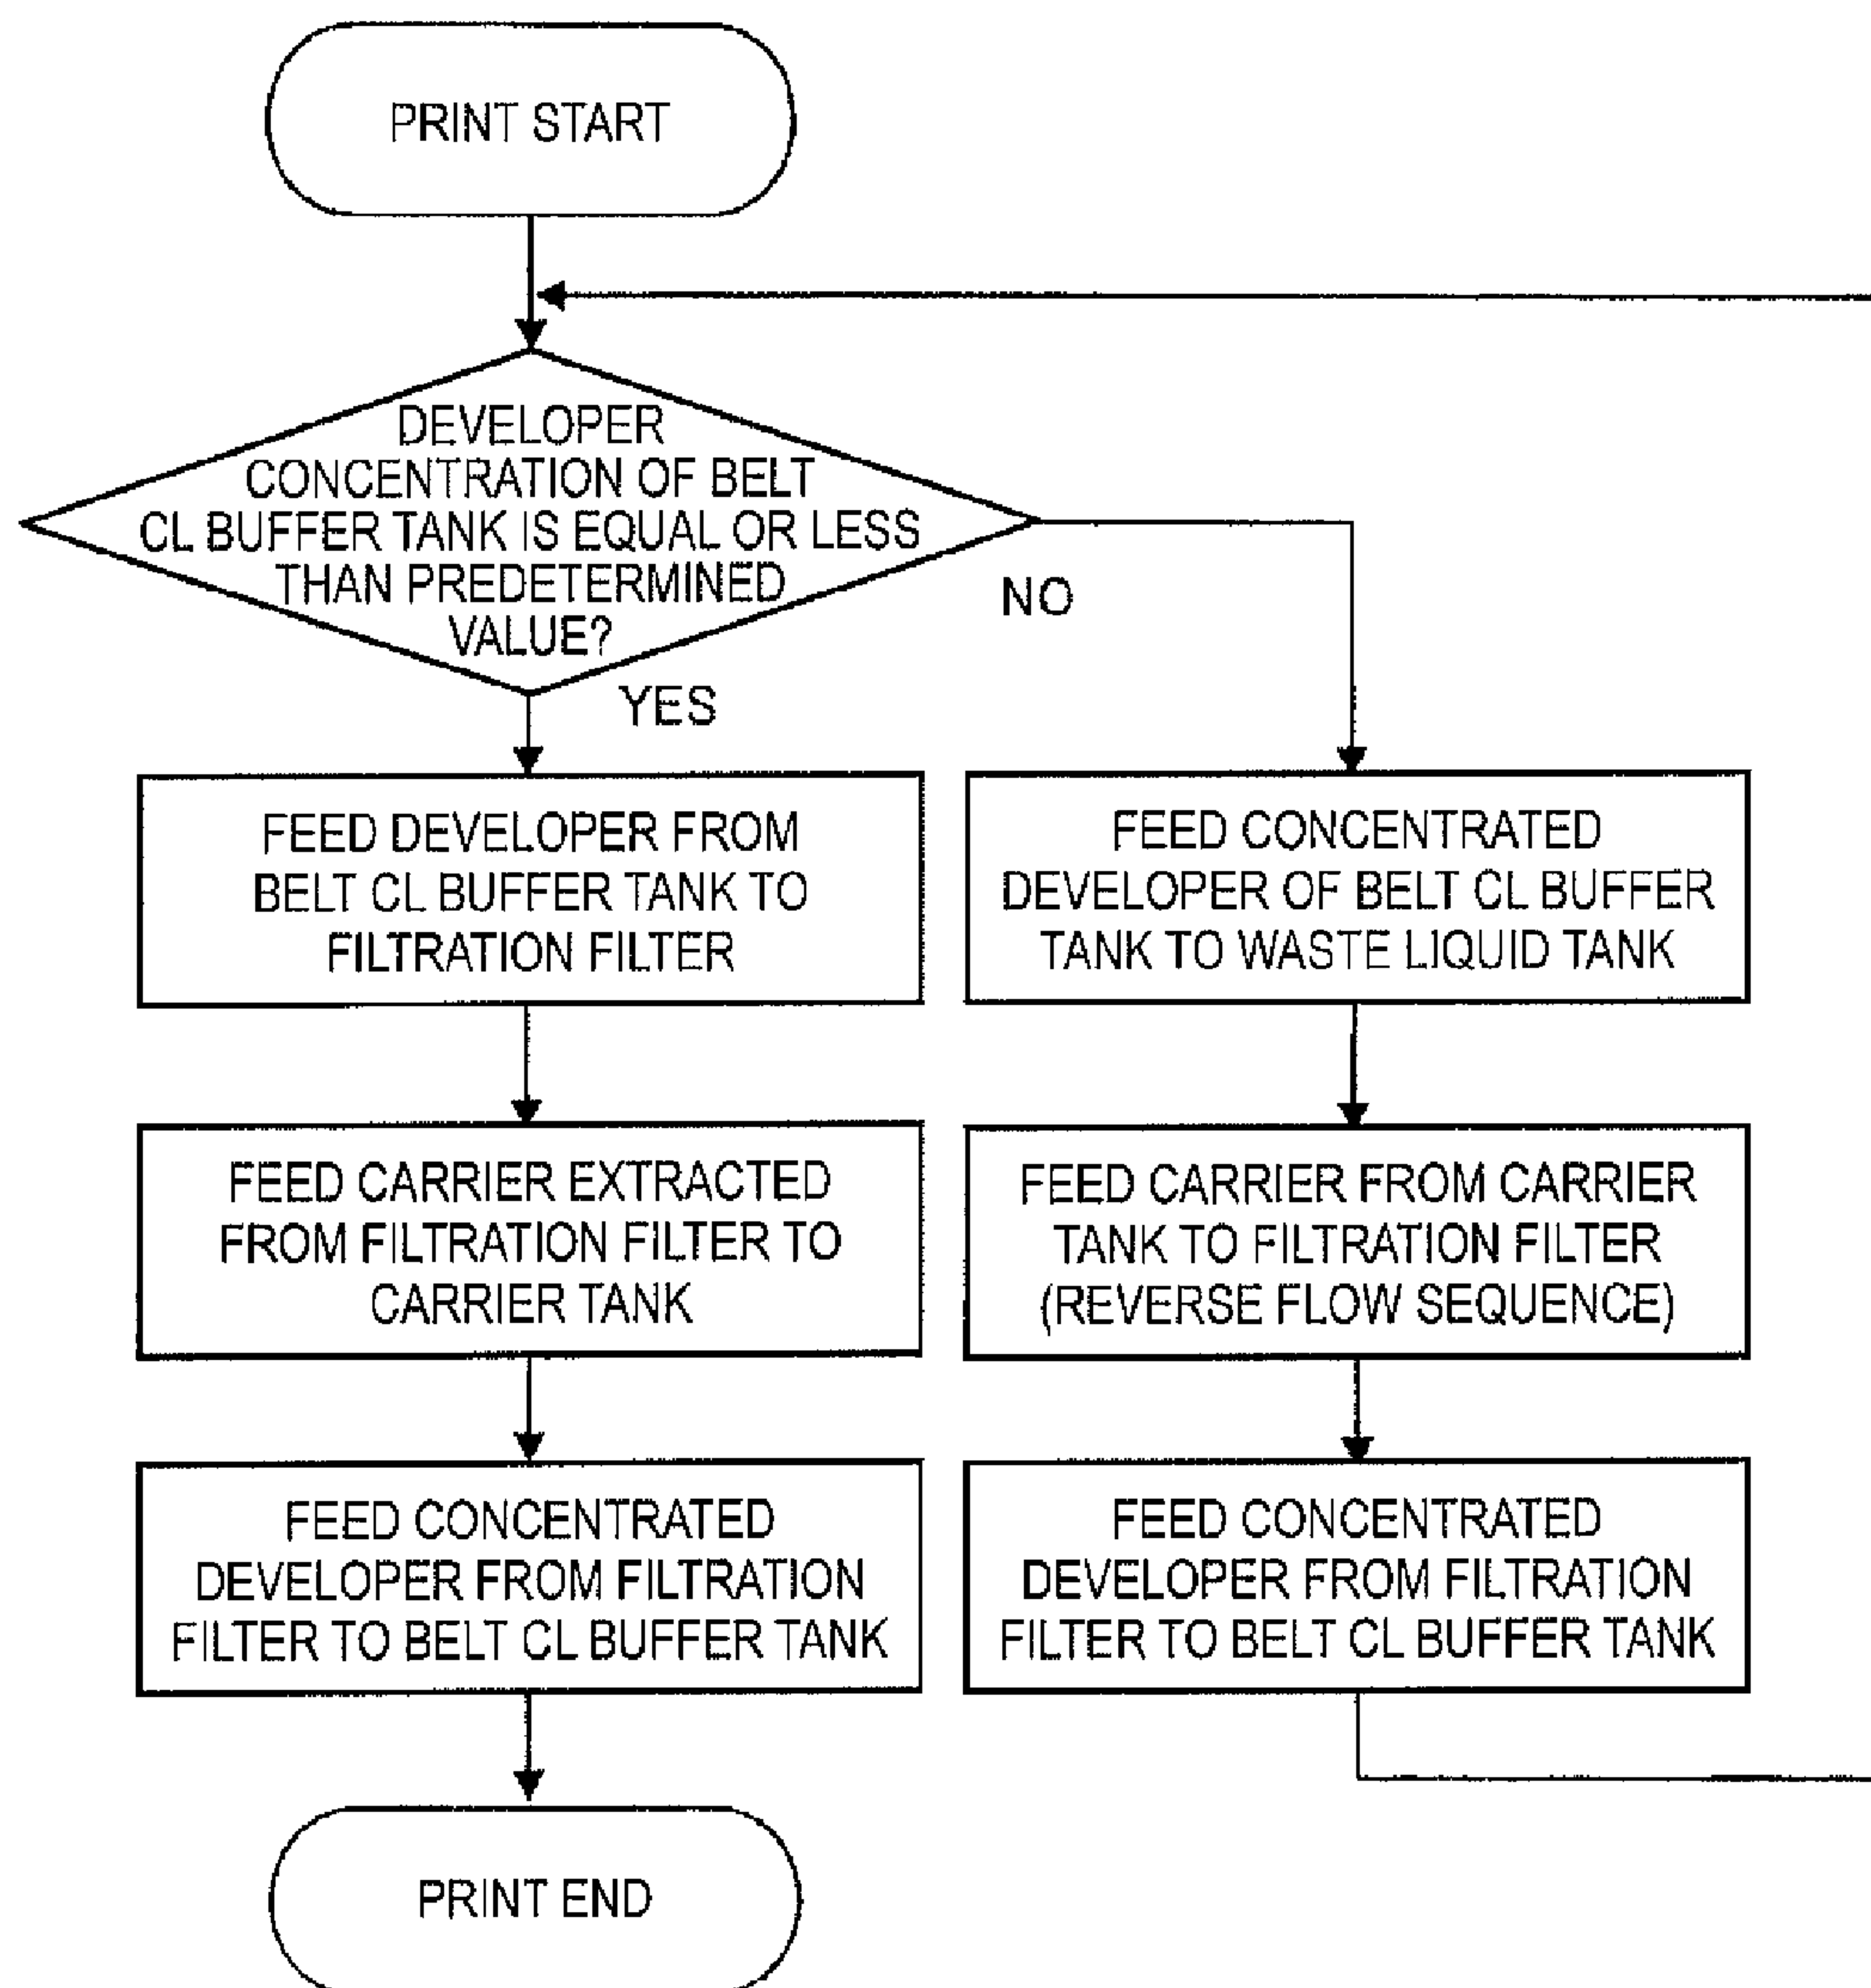 PRINT START
DEVELOPER
CONCENTRATION OF BELT
CL BUFFER TANK IS EQUAL OR LESS
THAN PREDETERMINED
VALUE?
NO
YES
FEED DEVELOPER FROM
BELT CL BUFFER TANK TO
FILTRATION FILTER
FEED CONCENTRATED
DEVELOPER OF BELT CL BUFFER
TANK TO WASTE LIQUID TANK
FEED CARRIER EXTRACTED
FROM FILTRATION FILTER TO
CARRIER TANK
FEED CARRIER FROM CARRIER
TANK TO FILTRATION FILTER
(REVERSE FLOW SEQUENCE)
FEED CONCENTRATED
DEVELOPER FROM FILTRATION
FILTER TO BELT CL BUFFER TANK
FEED CONCENTRATED
DEVELOPER FROM FILTRATION
FILTER TO BELT CL BUFFER TANK
PRINT END